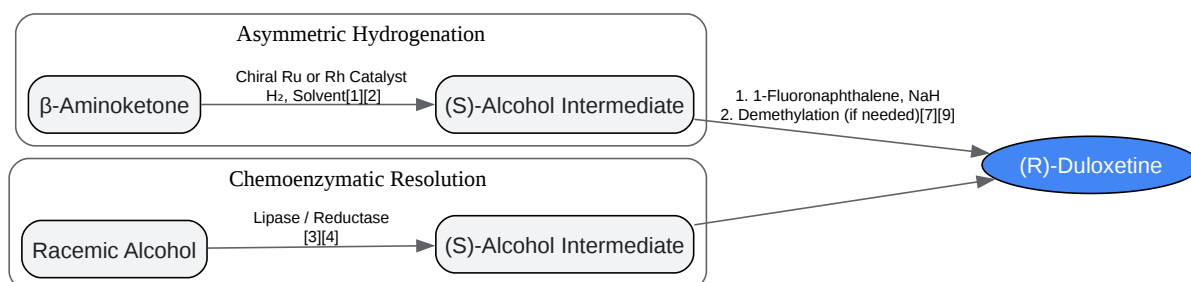 Asymmetric Hydrogenation
β-Aminoketone
Chiral Ru or Rh Catalyst
H₂, Solvent[1][2]
(S)-Alcohol Intermediate
1. 1-Fluoronaphthalene, NaH
2. Demethylation (if needed)[7][9]
(R)-Duloxetine
Chemoenzymatic Resolution
Racemic Alcohol
Lipase / Reductase
[3][4]
(S)-Alcohol Intermediate